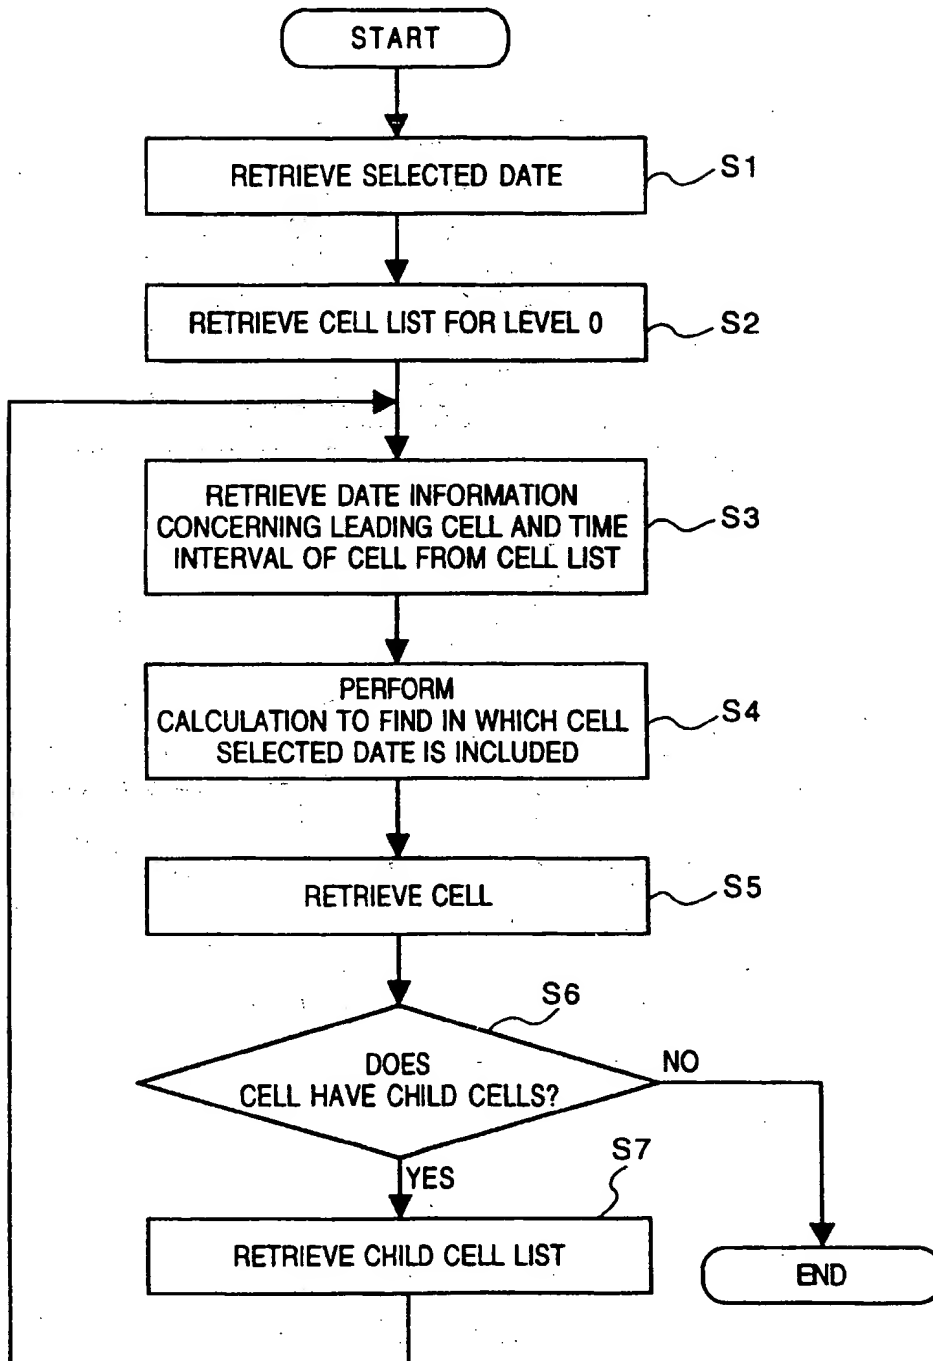 START
RETRIEVE SELECTED DATE
S1
RETRIEVE CELL LIST FOR LEVEL 0
S2
RETRIEVE DATE INFORMATION
CONCERNING LEADING CELL AND TIME
INTERVAL OF CELL FROM CELL LIST
S3
PERFORM
CALCULATION TO FIND IN WHICH CELL
SELECTED DATE IS INCLUDED
S4
RETRIEVE CELL
S5
S6
DOES
CELL HAVE CHILD CELLS?
NO
YES
S7
RETRIEVE CHILD CELL LIST
END